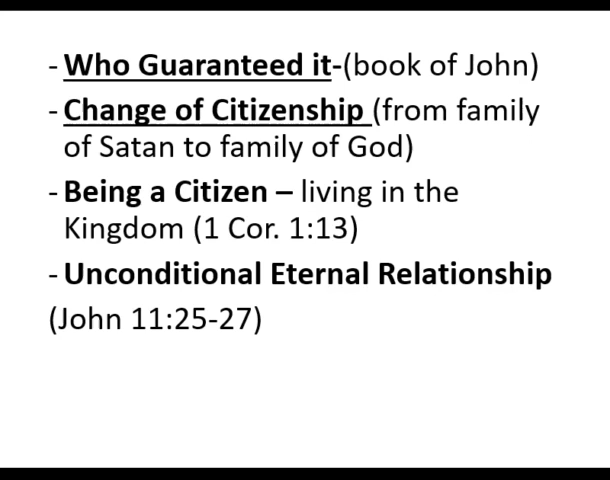 - Who Guaranteed it-(book of John)
- Change of Citizenship (from family
of Satan to family of God)
- Being a Citizen – living in the
Kingdom (1 Cor. 1:13)
- Unconditional Eternal Relationship
(John 11:25-27)